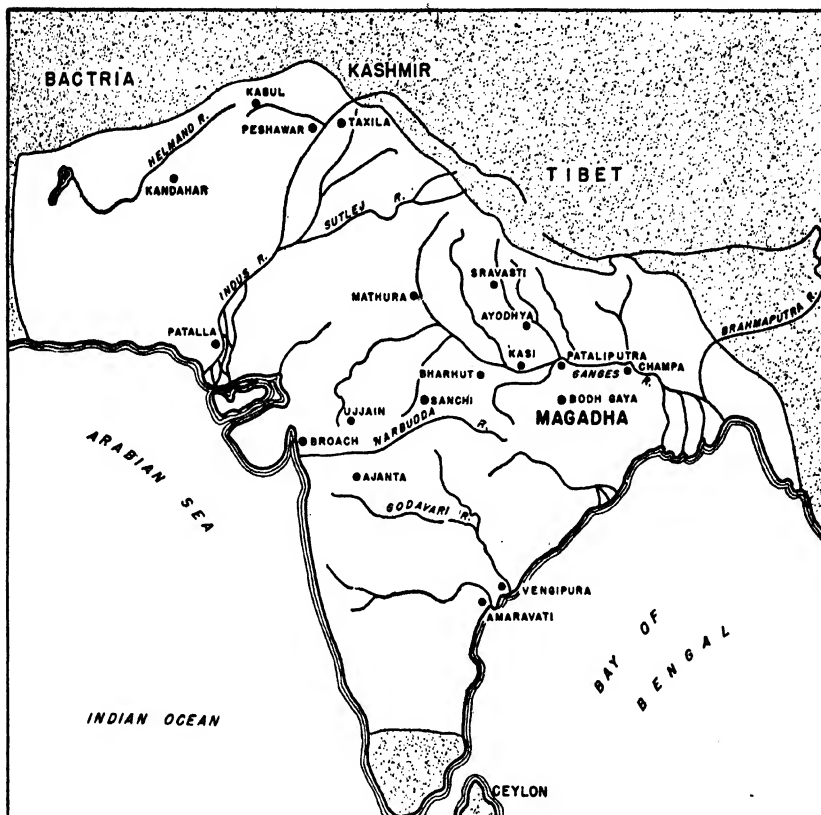 BACTRIA
KASHMIR
KABUL
PESHAWAR
TAXILA
HELMAND R.
KANDAHAR
TIBET
SUTLEJ R.
INDUS R.
SRAVASTI
MATHURA
AYODHYA
BRAHMAPUTRA R.
PATALLA
KASI
PATALIPUTRA
GANGES R.
CHAMPA
BHARHUT
SANCHI
BODH GAYA
UJJAIN
MAGADHA
BROACH
NARBUDDA R.
ARABIAN SEA
AJANTA
GODAVARI R.
VENGIPURA
AMARAVATI
BAY OF
BENGAL
INDIAN OCEAN
CEYLON